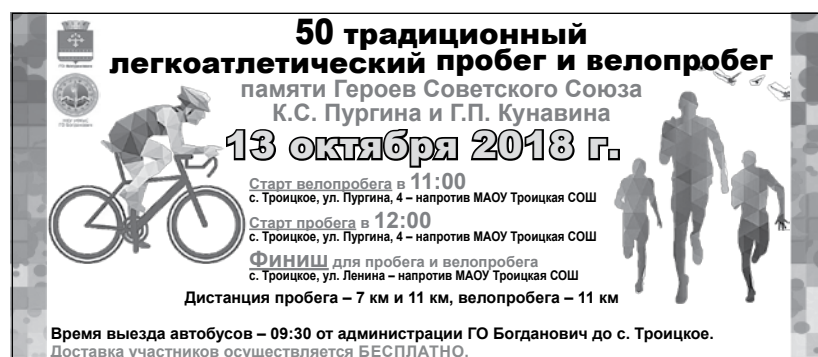 ГО Богданович
50 традиционный
легкоатлетический пробег и велопробег
памяти Героев Советского Союза
К.С. Пургина и Г.П. Кунавина
13 октября 2018 г.
Старт велопробега в 11:00
с. Троицкое, ул. Пургина, 4 – напротив МАОУ Троицкая СОШ
Старт пробега в 12:00
с. Троицкое, ул. Пургина, 4 – напротив МАОУ Троицкая СОШ
Финиш для пробега и велопробега
с. Троицкое, ул. Ленина – напротив МАОУ Троицкая СОШ
Дистанция пробега – 7 км и 11 км, велопробега – 11 км
Время выезда автобусов – 09:30 от администрации ГО Богданович до с. Троицкое.
Доставка участников осуществляется БЕСПЛАТНО.